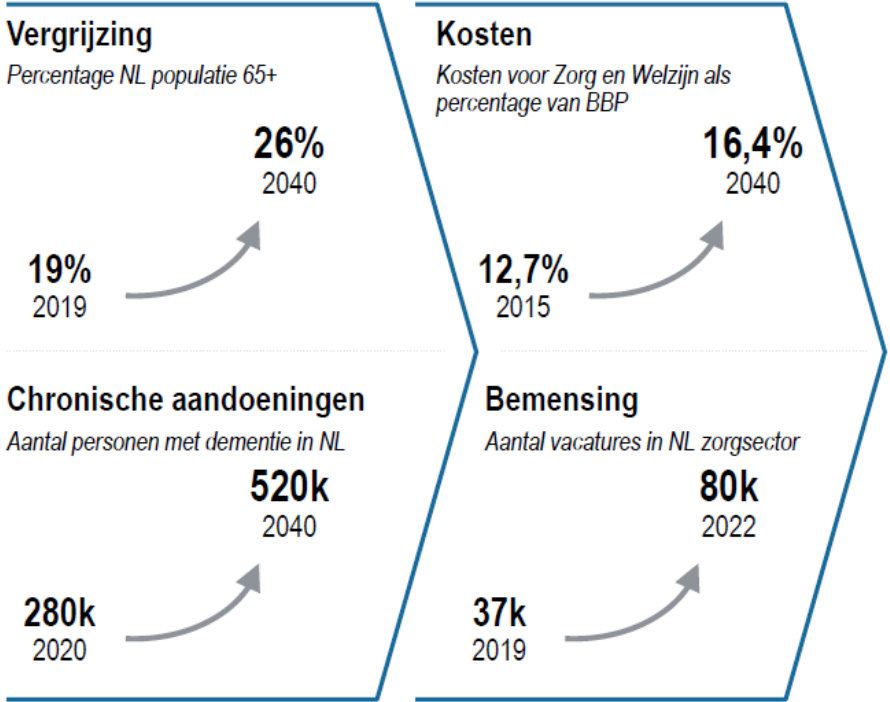 Vergrijzing
Percentage NL populatie 65+
26%
2040
19%
2019
Kosten
Kosten voor Zorg en Welzijn als
percentage van BBP
16,4%
2040
12,7%
2015
Chronische aandoeningen
Aantal personen met dementie in NL
520k
2040
280k
2020
Bemensing
Aantal vacatures in NL zorgsector
80k
2022
37k
2019